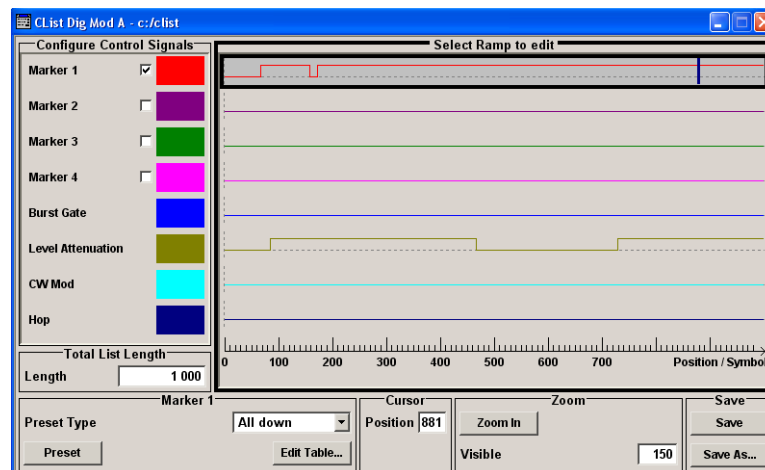 CList Dig Mod A - c:/clist
Configure Control Signals
Select Ramp to edit
Marker 1
Marker 2
Marker 3
Marker 4
Burst Gate
Level Attenuation
CW Mod
Hop
0 100 200 300 400 500 600 700 Position / Symbol
Total List Length
Length 1 000
Marker 1
Preset Type All down
Preset Edit Table...
Cursor
Position 881
Zoom
Zoom In
Visible 150
Save
Save
Save As...